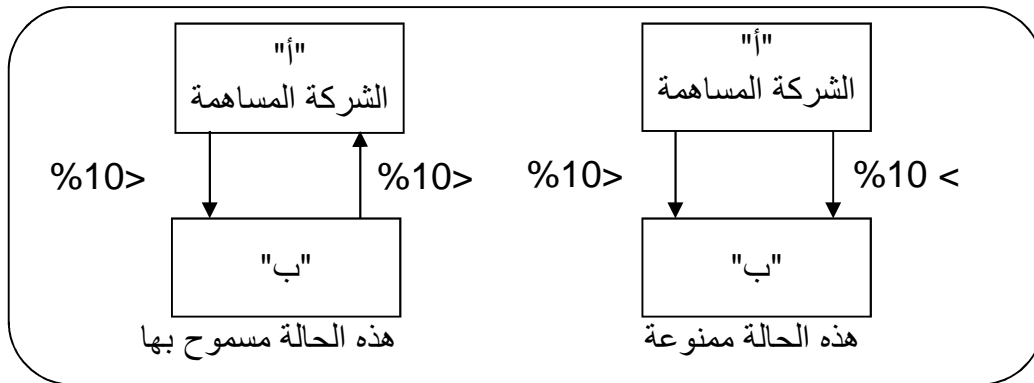 "أ"
الشركة المساهمة
%10 <
%10>
"ب"
هذه الحالة ممنوعة
"أ"
الشركة المساهمة
%10>
%10>
"ب"
هذه الحالة مسموح بها